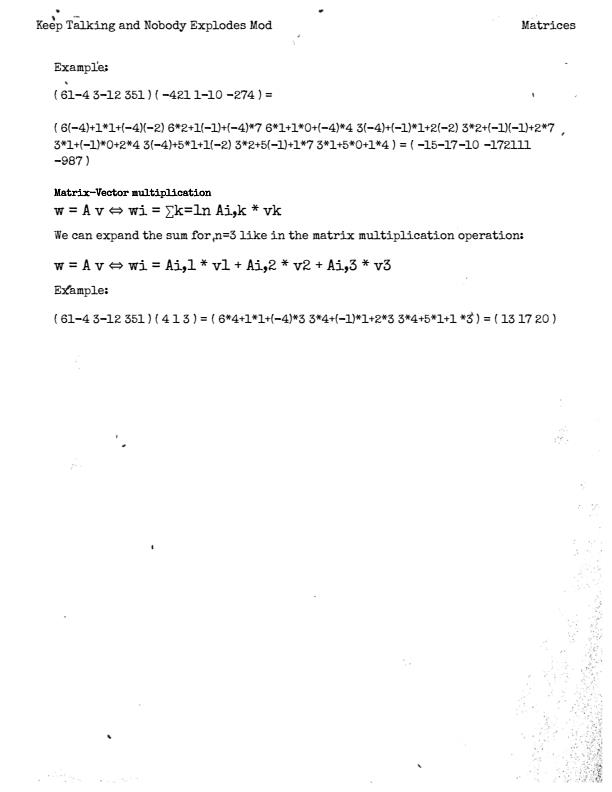 Keep Talking and Nobody Explodes Mod Matrices
Example:
( 61-4 3-12 351 ) ( -421 1-10 -274 ) =
( 6(-4)+1*1+(-4)(-2) 6*2+1(-1)+(-4)*7 6*1+1*0+(-4)*4 3(-4)+(-1)*1+2(-2) 3*2+(-1)(-1)+2*7
3*1+(-1)*0+2*4 3(-4)+5*1+1(-2) 3*2+5(-1)+1*7 3*1+5*0+1*4 ) = ( -15-17-10 -172111
-987 )
Matrix-Vector multiplication
w = A v ⇔ wi = ∑k=1n Ai,k * vk
We can expand the sum for n=3 like in the matrix multiplication operation:
w = A v ⇔ wi = Ai,1 * v1 + Ai,2 * v2 + Ai,3 * v3
Example:
( 61-4 3-12 351 ) ( 4 1 3 ) = ( 6*4+1*1+(-4)*3 3*4+(-1)*1+2*3 3*4+5*1+1 *3 ) = ( 13 17 20 )